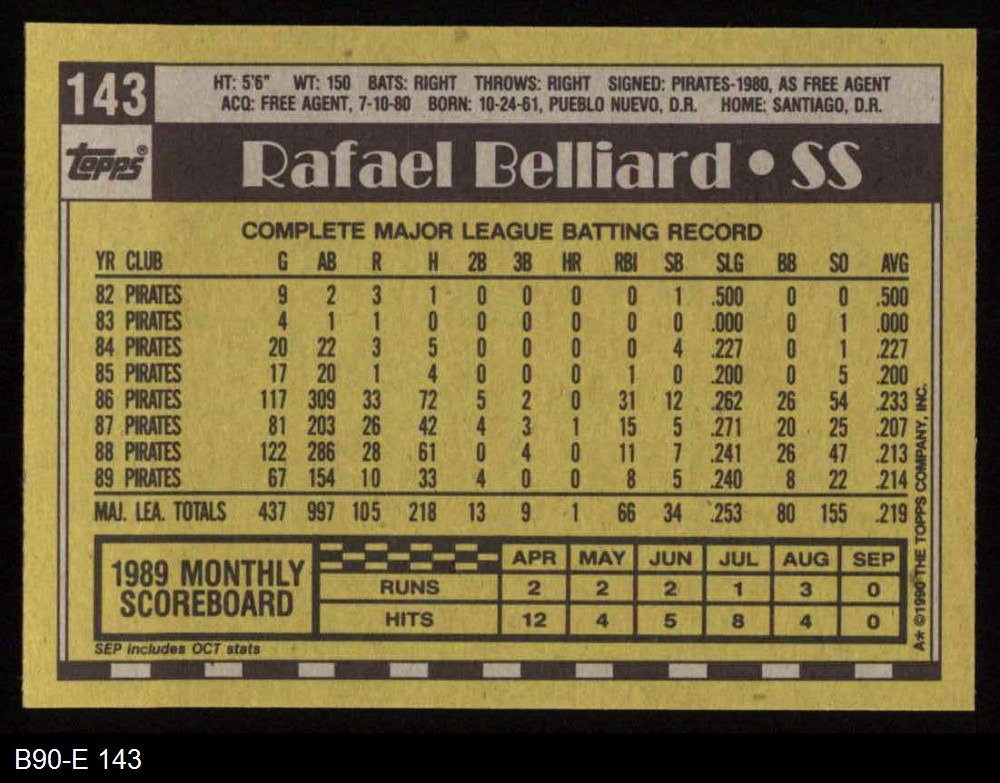 143
HT: 5'6" WT: 150 BATS: RIGHT THROWS: RIGHT SIGNED: PIRATES-1980, AS FREE AGENT
ACQ: FREE AGENT, 7-10-80 BORN: 10-24-61, PUEBLO NUEVO, D.R. HOME: SANTIAGO, D.R.
topps®
Rafael Belliard • SS
COMPLETE MAJOR LEAGUE BATTING RECORD
YR CLUB G AB R H 2B 3B HR RBI SB SLG BB SO AVG
82 PIRATES 9 2 3 1 0 0 0 0 1 .500 0 0 .500
83 PIRATES 4 1 1 0 0 0 0 0 0 .000 0 1 .000
84 PIRATES 20 22 3 5 0 0 0 0 4 .227 0 1 .227
85 PIRATES 17 20 1 4 0 0 0 1 0 .200 0 5 .200
86 PIRATES 117 309 33 72 5 2 0 31 12 .262 26 54 .233
87 PIRATES 81 203 26 42 4 3 1 15 5 .271 20 25 .207
88 PIRATES 122 286 28 61 0 4 0 11 7 .241 26 47 .213
89 PIRATES 67 154 10 33 4 0 0 8 5 .240 8 22 .214
MAJ. LEA. TOTALS 437 997 105 218 13 9 1 66 34 .253 80 155 .219
1989 MONTHLY
SCOREBOARD
APR MAY JUN JUL AUG SEP
RUNS 2 2 2 1 3 0
HITS 12 4 5 8 4 0
SEP includes OCT stats
A* ©1990 THE TOPPS COMPANY, INC.
B90-E 143